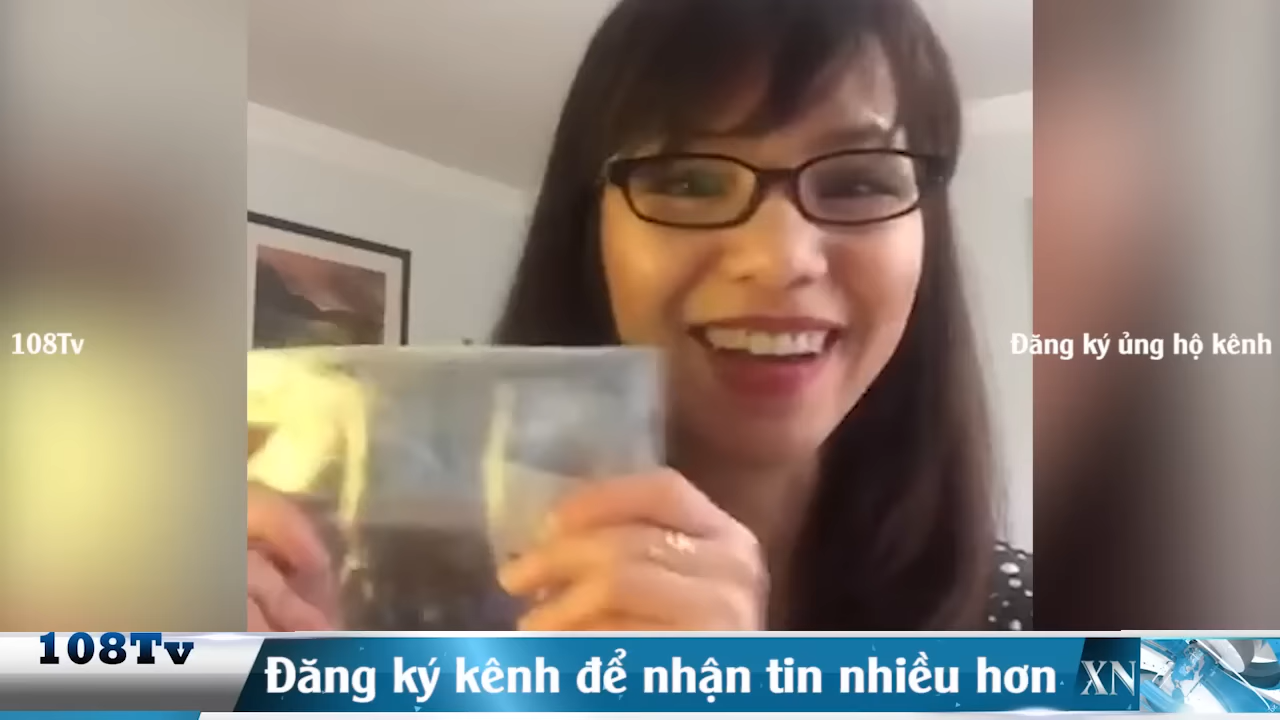 108Tv
Đăng ký ủng hộ kênh
108Tv
Đăng ký kênh để nhận tin nhiều hơn
XN